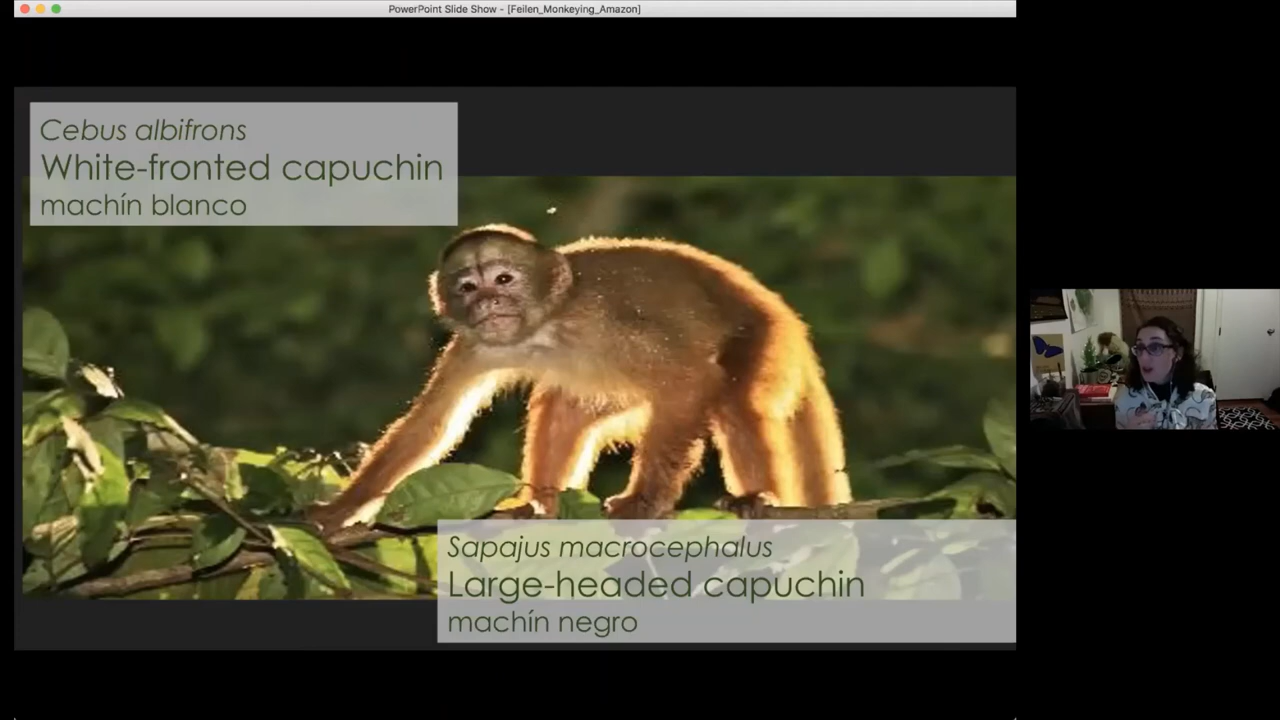 PowerPoint Slide Show - [Feilen_Monkeying_Amazon]
Cebus albifrons
White-fronted capuchin
machín blanco
Sapajus macrocephalus
Large-headed capuchin
machín negro